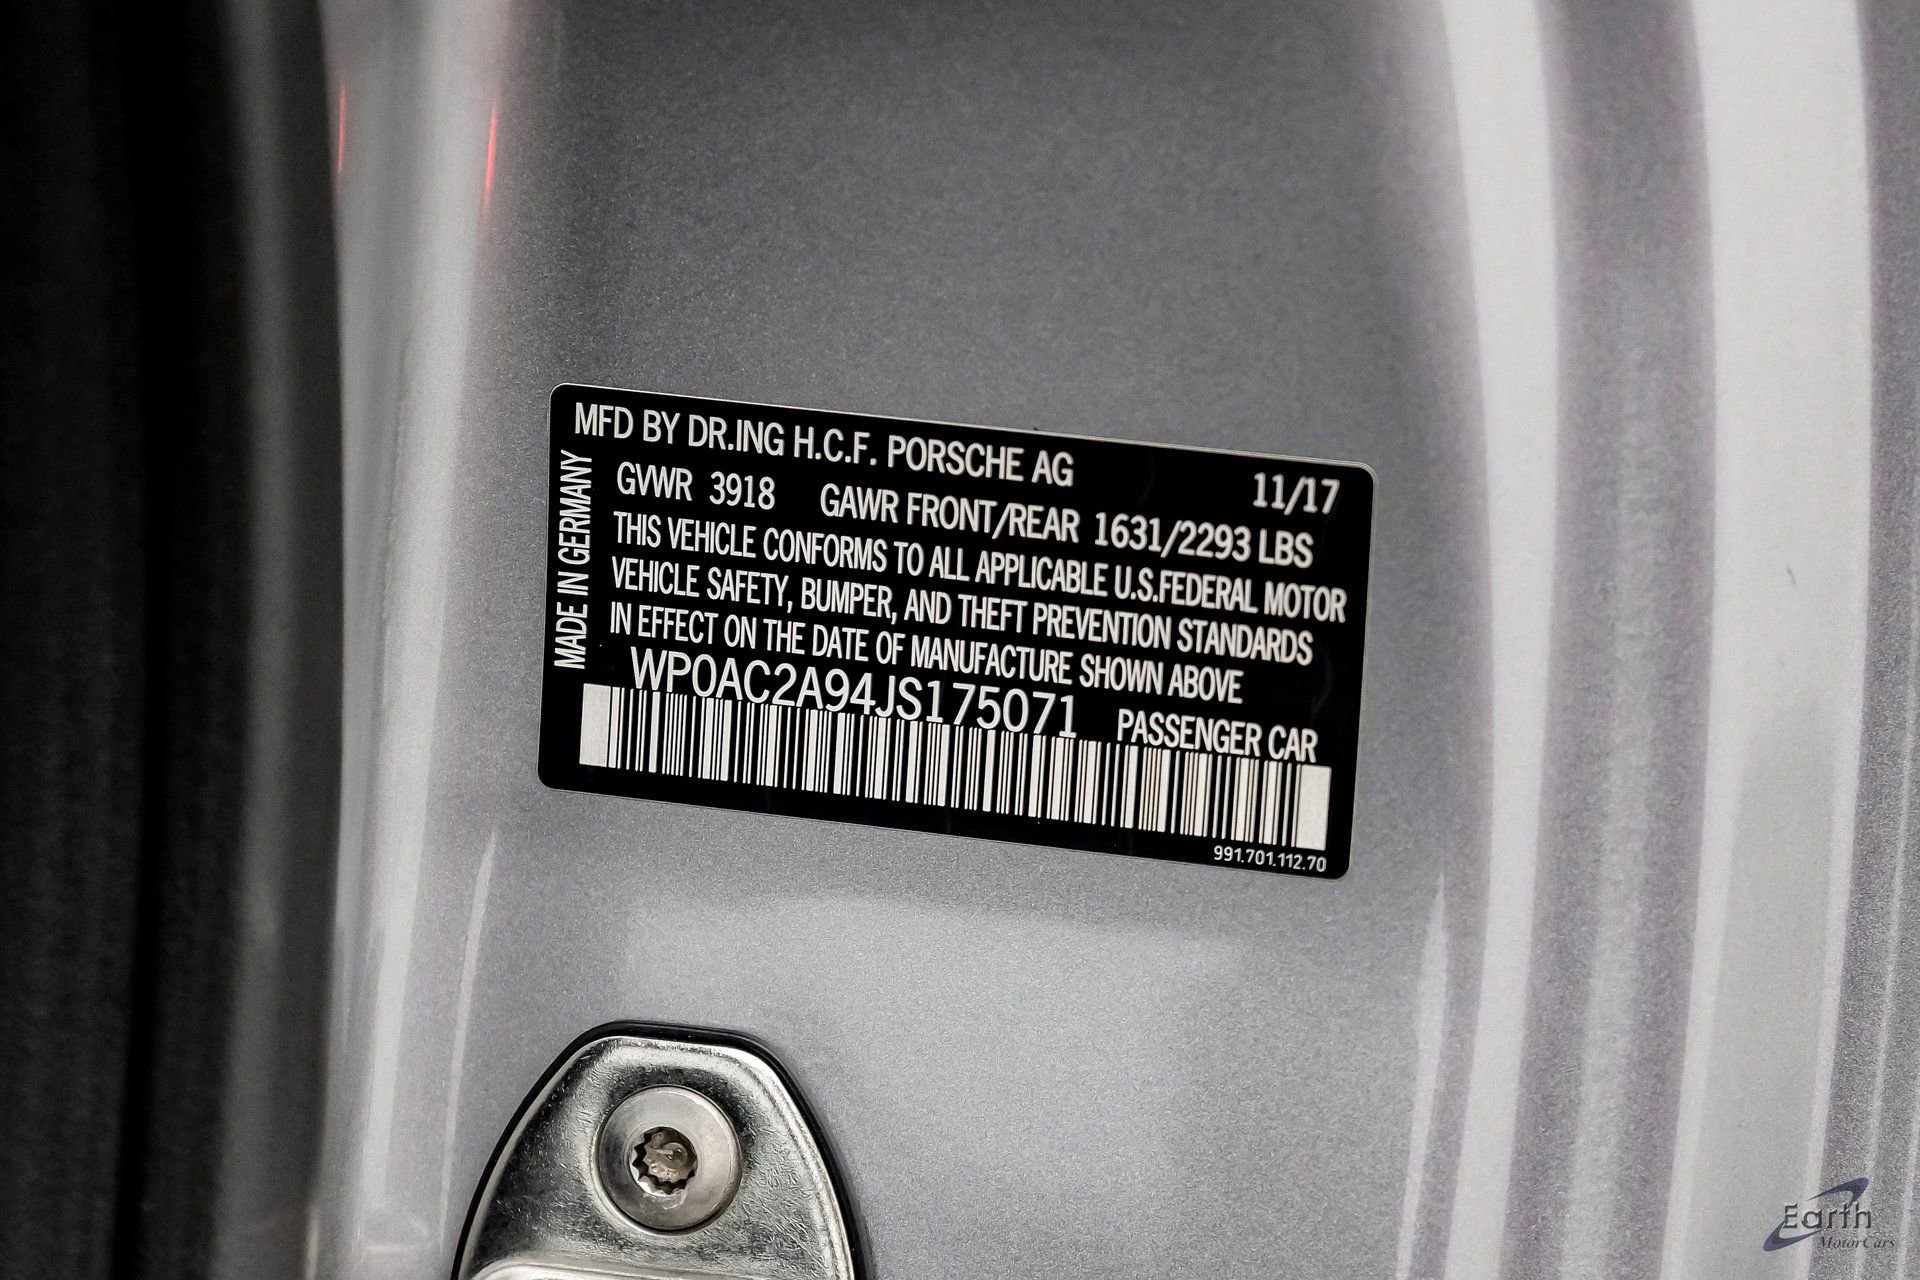 MFD BY DR.ING H.C.F. PORSCHE AG 11/17
GVWR 3918 GAWR FRONT/REAR 1631/2293 LBS
THIS VEHICLE CONFORMS TO ALL APPLICABLE U.S.FEDERAL MOTOR
VEHICLE SAFETY, BUMPER, AND THEFT PREVENTION STANDARDS
IN EFFECT ON THE DATE OF MANUFACTURE SHOWN ABOVE
WP0AC2A94JS175071 PASSENGER CAR
991.701.112.70
MADE IN GERMANY
Earth
MotorCars